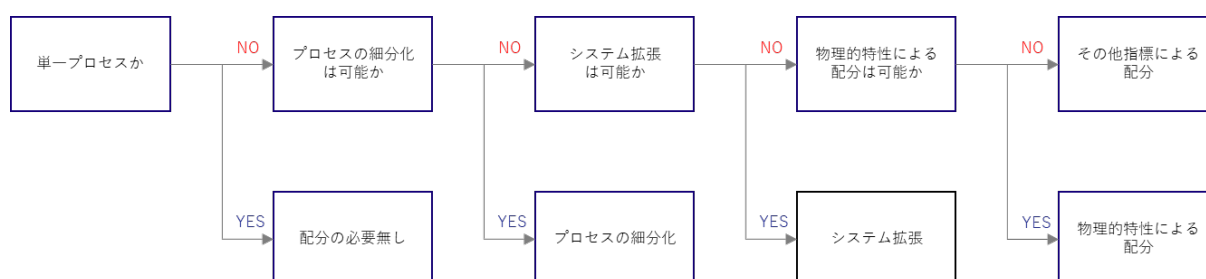 単一プロセスか
NO
プロセスの細分化
は可能か
NO
システム拡張
は可能か
NO
物理的特性による
配分は可能か
NO
その他指標による
配分
YES
配分の必要無し
YES
プロセスの細分化
YES
システム拡張
YES
物理的特性による
配分